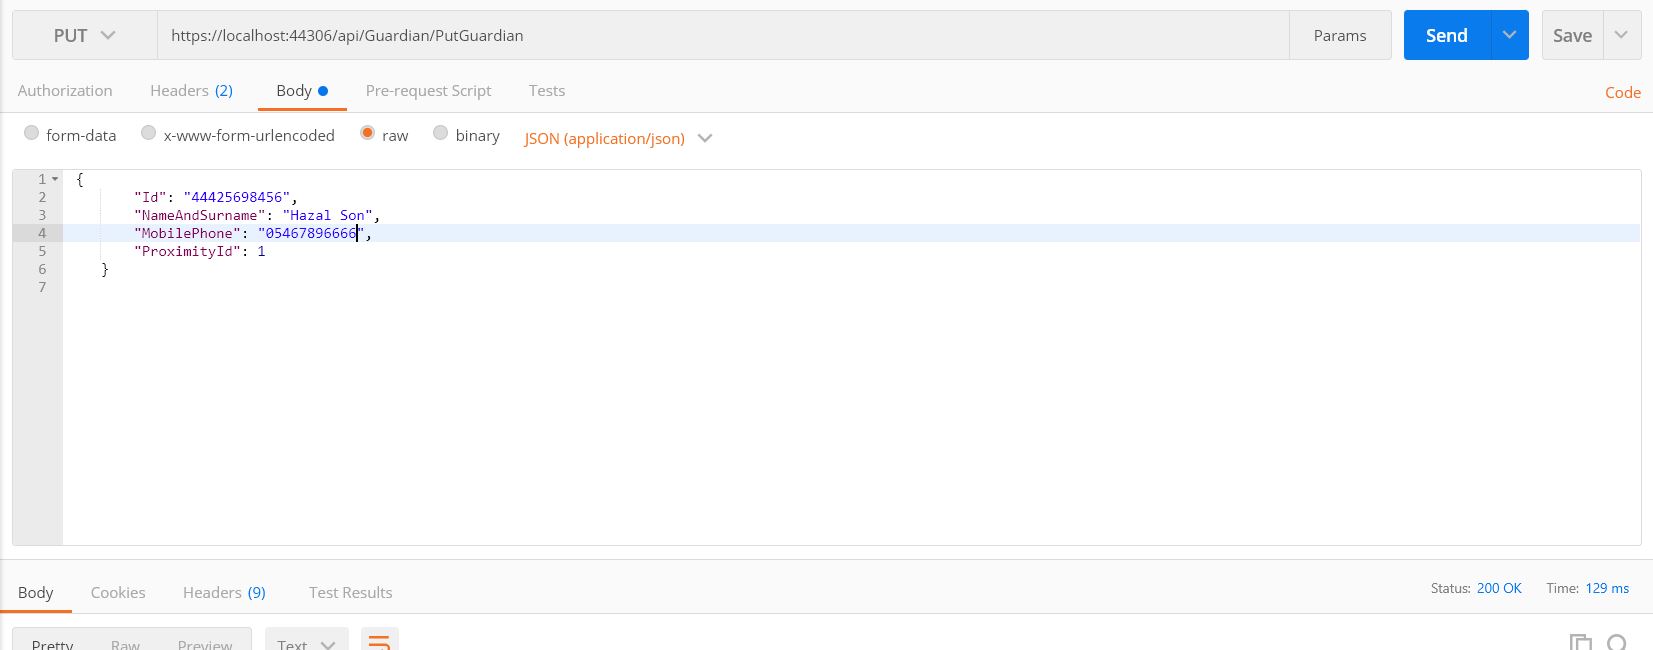 PUT https://localhost:44306/api/Guardian/PutGuardian Params Send Save
Authorization Headers (2) Body Pre-request Script Tests Code
form-data x-www-form-urlencoded raw binary JSON (application/json)
1 {
2 "Id": "44425698456",
3 "NameAndSurname": "Hazal Son",
4 "MobilePhone": "05467896666",
5 "ProximityId": 1
6 }
7
Body Cookies Headers (9) Test Results Status: 200 OK Time: 129 ms
Pretty Raw Preview Text